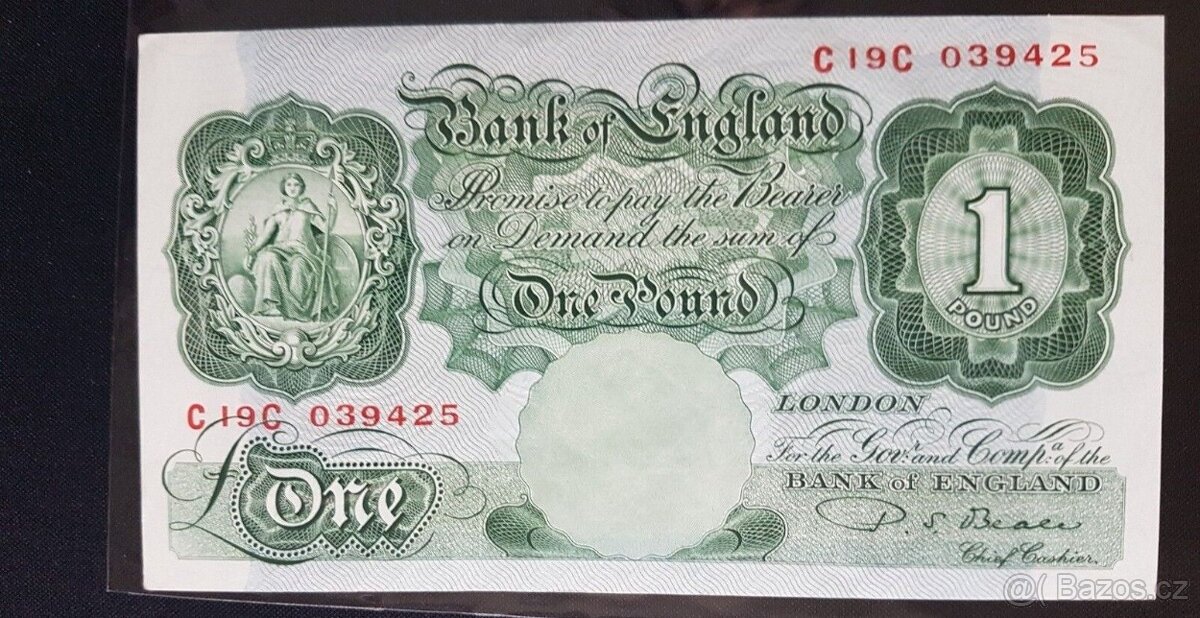 C19C 039425
Bank of England
Promise to pay the Bearer
on Demand the sum of
One Pound
1
POUND
C19C 039425
£ One
LONDON
For the Govr. and Compa. of the
BANK of ENGLAND
P. S. Beale
Chief Cashier.
@( Bazos.cz